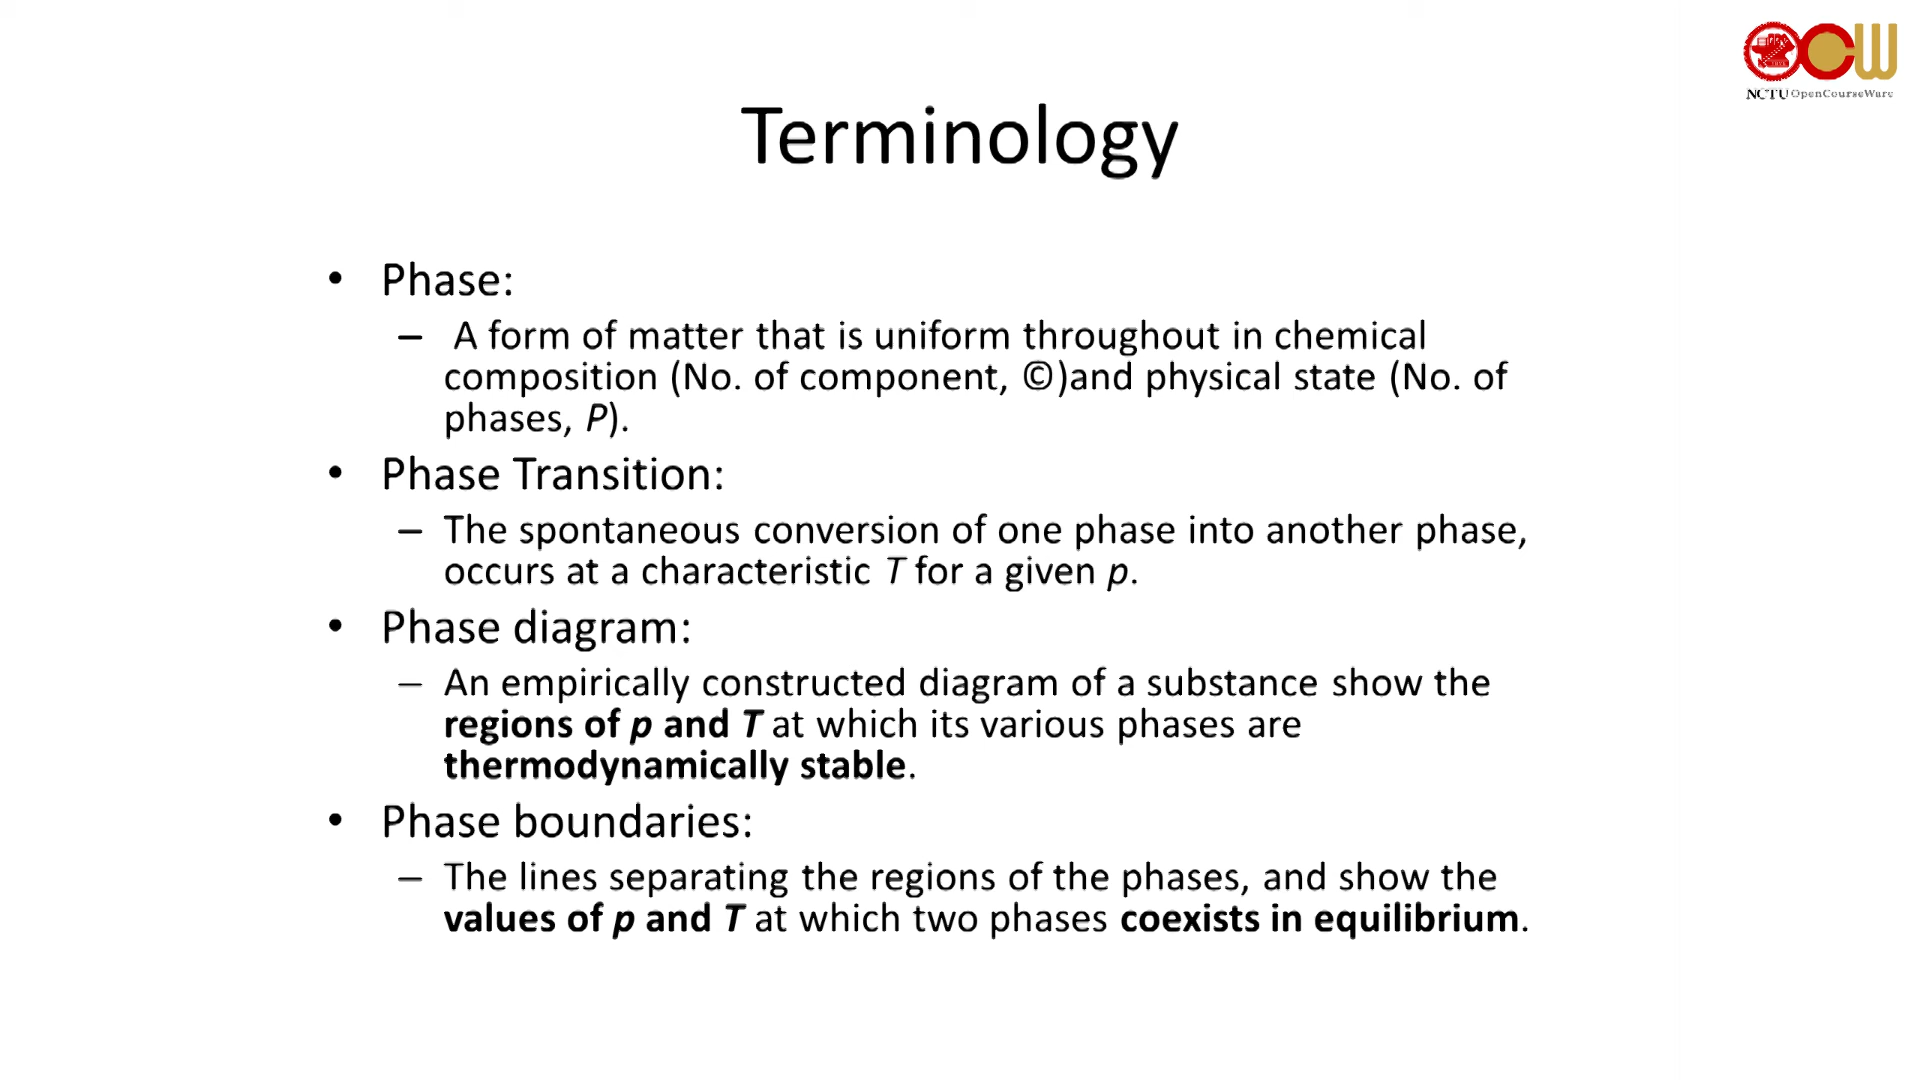 NCTU OpenCourseWare
Terminology
• Phase:
– A form of matter that is uniform throughout in chemical
composition (No. of component, ©)and physical state (No. of
phases, P).
• Phase Transition:
– The spontaneous conversion of one phase into another phase,
occurs at a characteristic T for a given p.
• Phase diagram:
– An empirically constructed diagram of a substance show the
regions of p and T at which its various phases are
thermodynamically stable.
• Phase boundaries:
– The lines separating the regions of the phases, and show the
values of p and T at which two phases coexists in equilibrium.